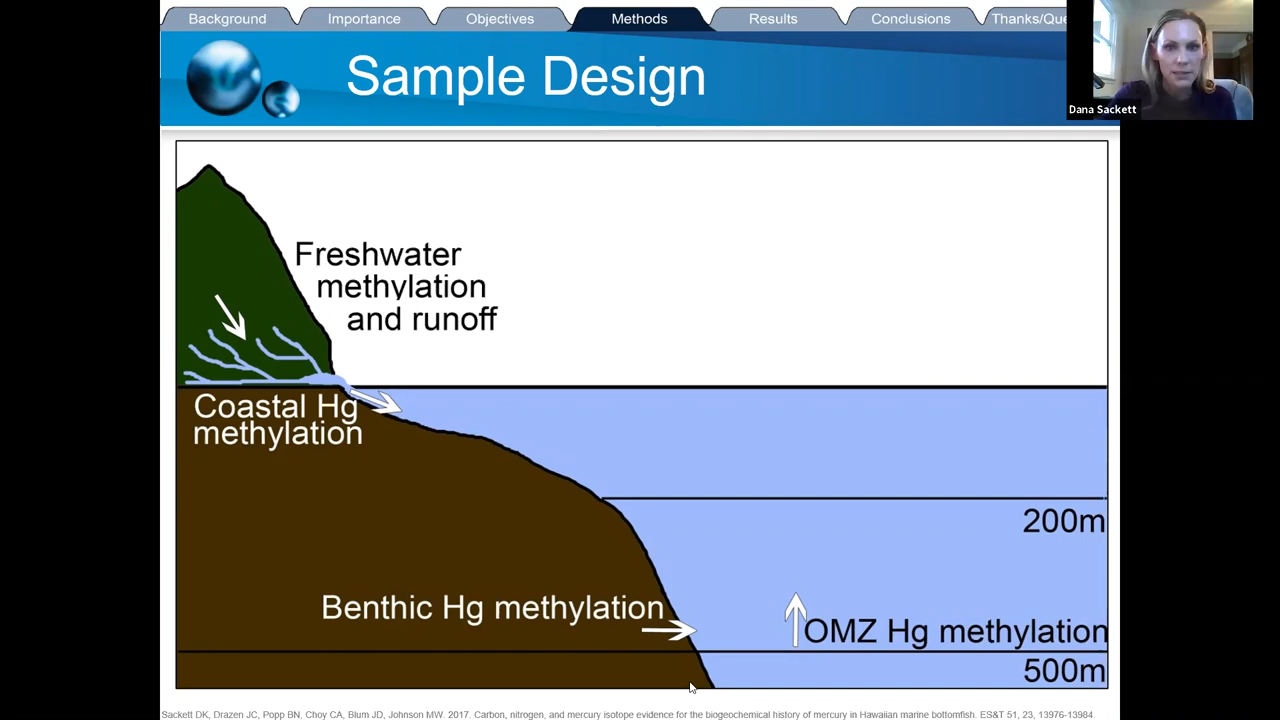 Background Importance Objectives Methods Results Conclusions Thanks/Que
Dana Sackett
Sample Design
Freshwater
methylation
and runoff
Coastal Hg
methylation
200m
Benthic Hg methylation
OMZ Hg methylation
500m
Sackett DK, Drazen JC, Popp BN, Choy CA, Blum JD, Johnson MW. 2017. Carbon, nitrogen, and mercury isotope evidence for the biogeochemical history of mercury in Hawaiian marine bottomfish. ES&T 51, 23, 13976-13984.